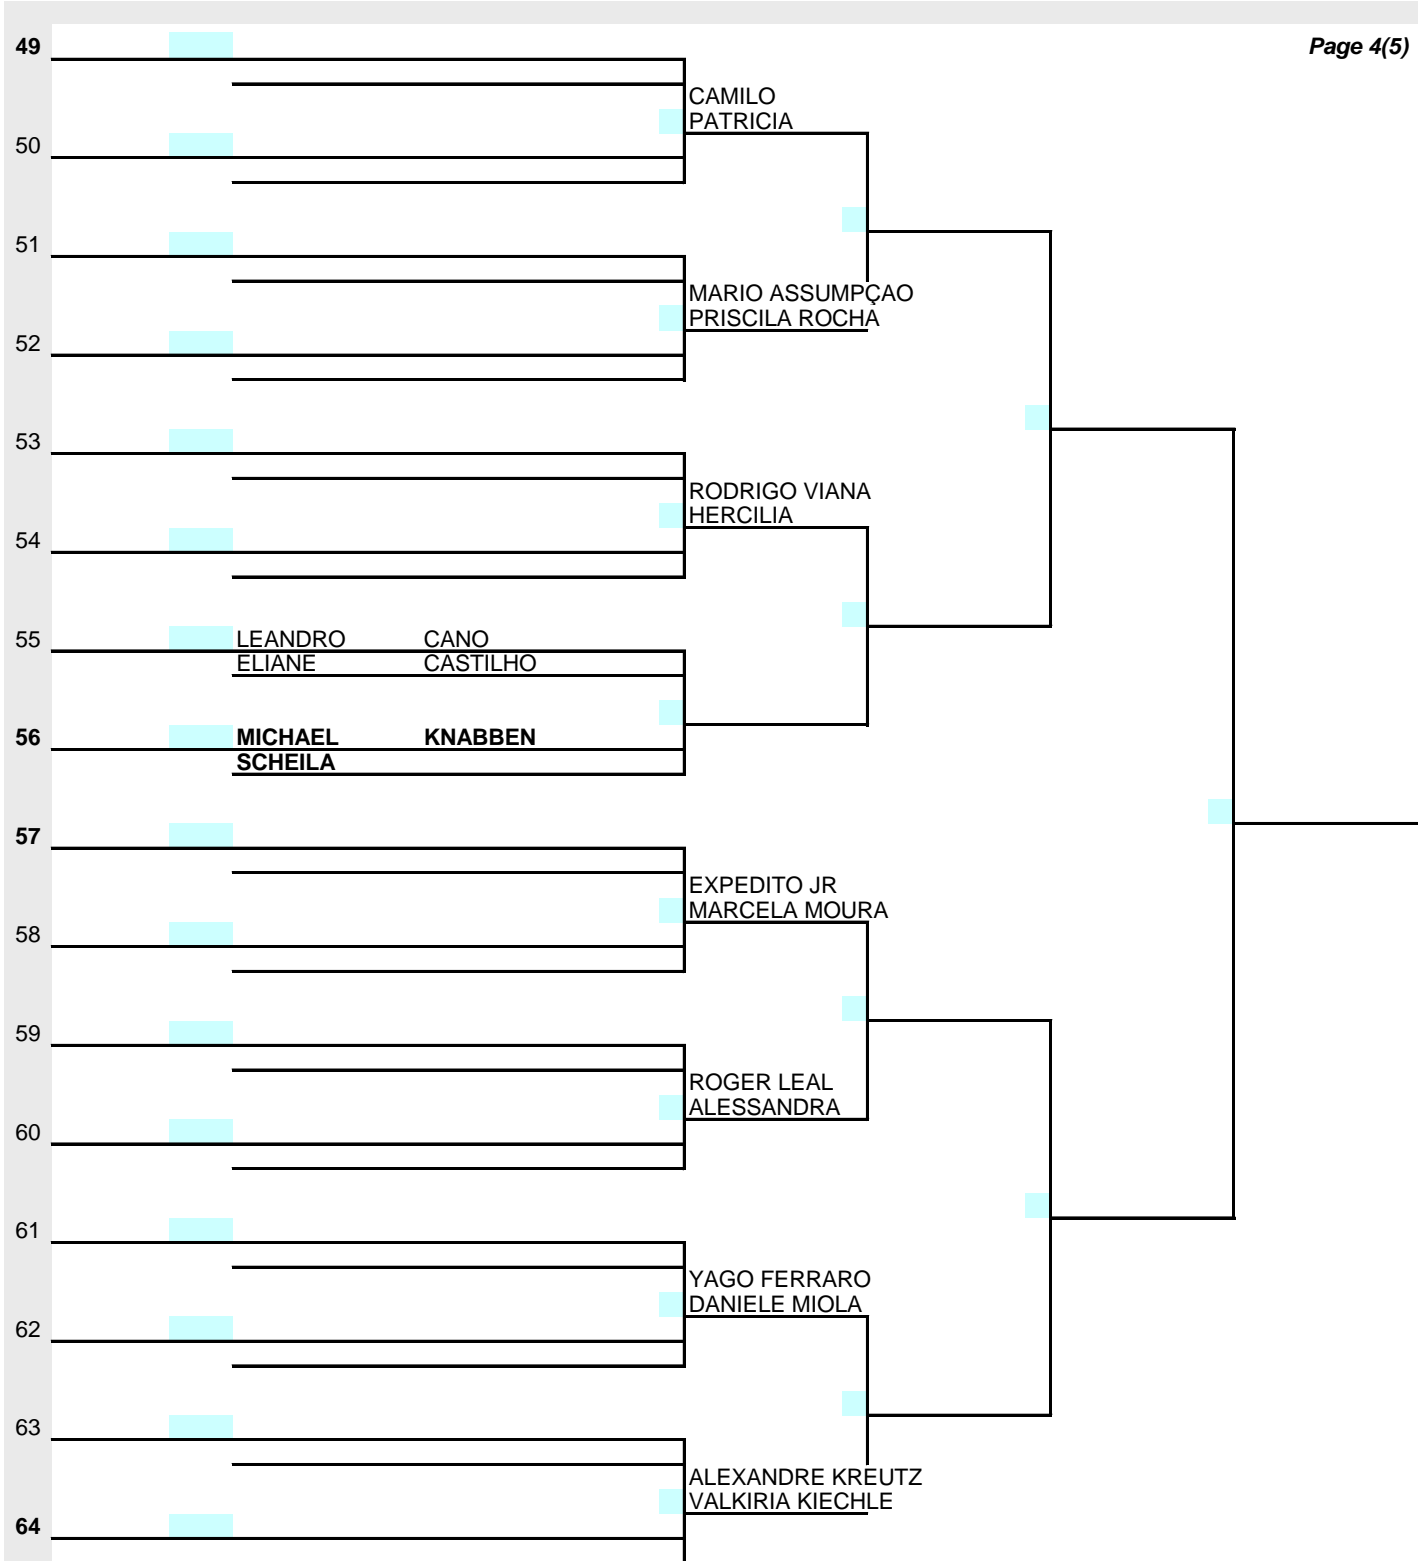 49
Page 4(5)
CAMILO
PATRICIA
50
51
MARIO ASSUMPÇAO
PRISCILA ROCHA
52
53
RODRIGO VIANA
HERCILIA
54
55 LEANDRO CANO
ELIANE CASTILHO
56 MICHAEL KNABBEN
SCHEILA
57
EXPEDITO JR
MARCELA MOURA
58
59
ROGER LEAL
ALESSANDRA
60
61
YAGO FERRARO
DANIELE MIOLA
62
63
ALEXANDRE KREUTZ
VALKIRIA KIECHLE
64